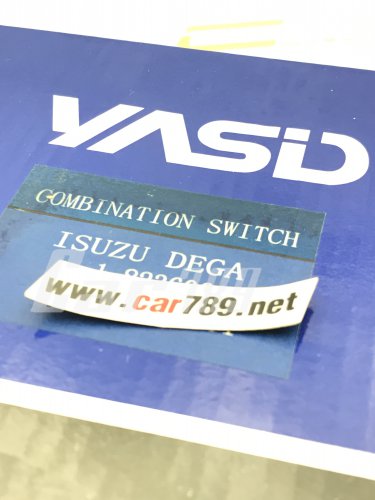 YASD
COMBINATION SWITCH
ISUZU DEGA
www.car789.net